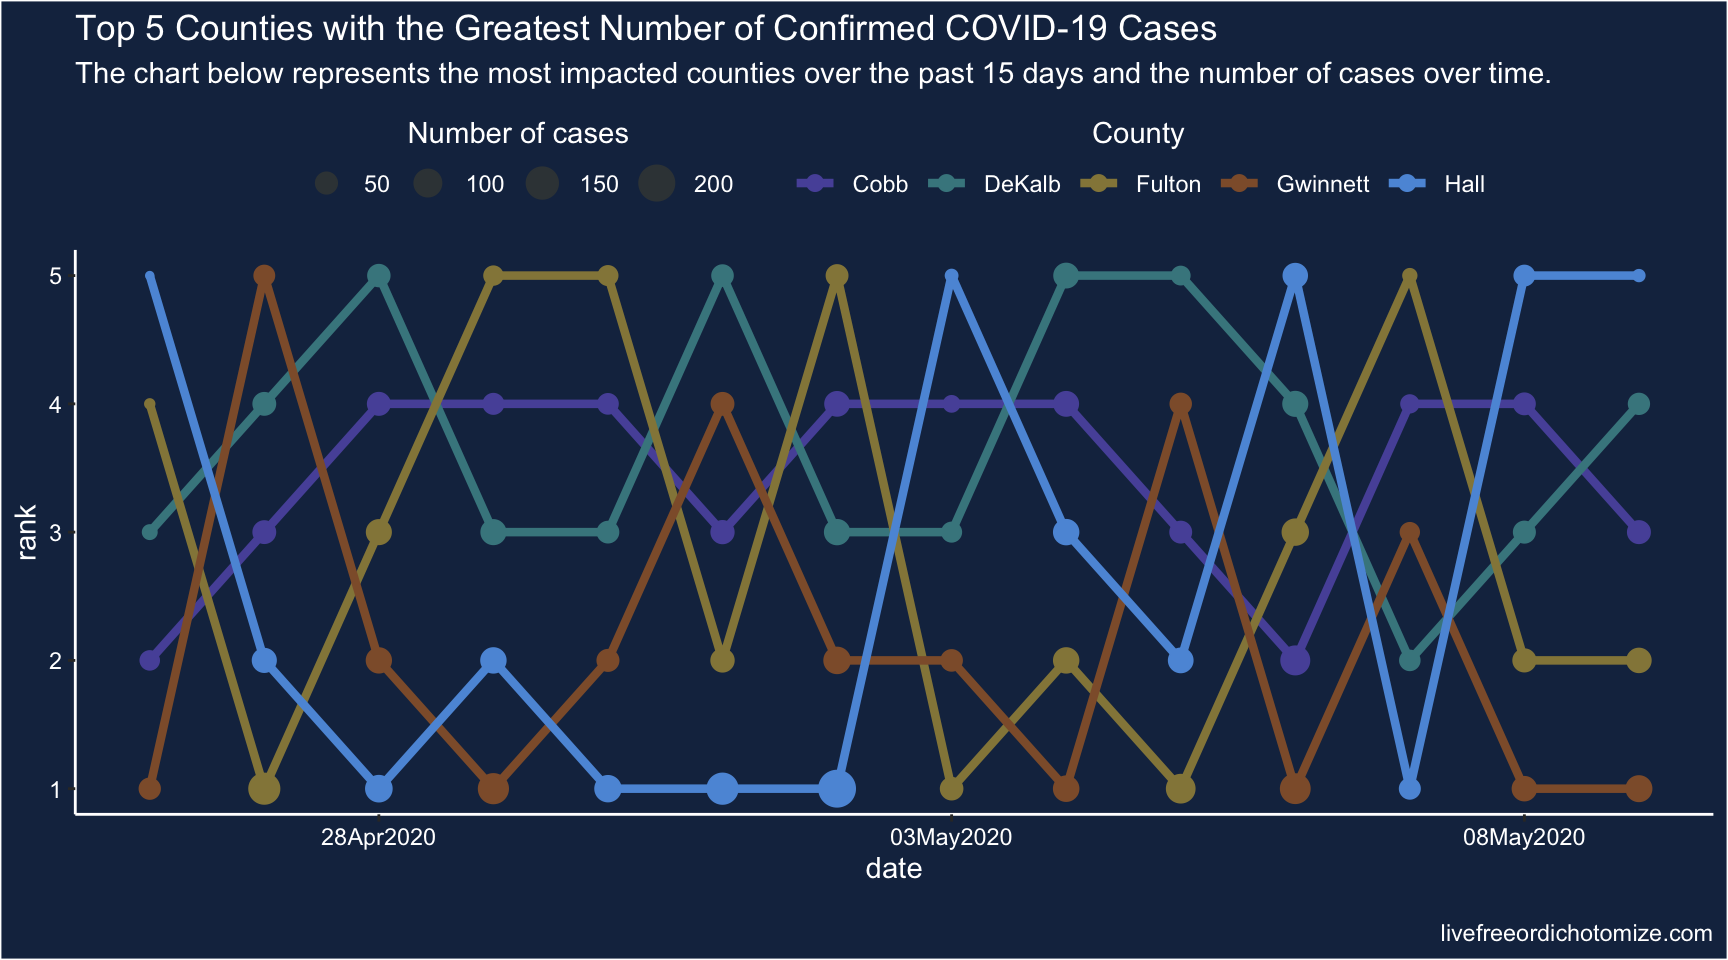 Top 5 Counties with the Greatest Number of Confirmed COVID-19 Cases
The chart below represents the most impacted counties over the past 15 days and the number of cases over time.
Number of cases
50 100 150 200
County
Cobb DeKalb Fulton Gwinnett Hall
5
4
3
2
1
rank
28Apr2020 03May2020 08May2020
date
livefreeordichotomize.com